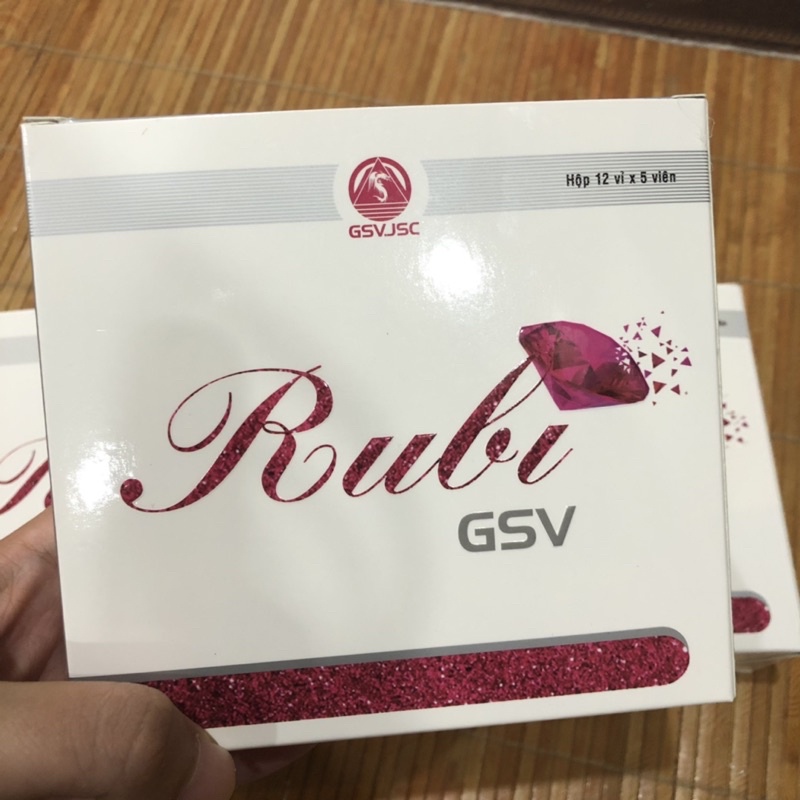 Hộp 12 vỉ x 5 viên
GSVJSC
Rubi
GSV